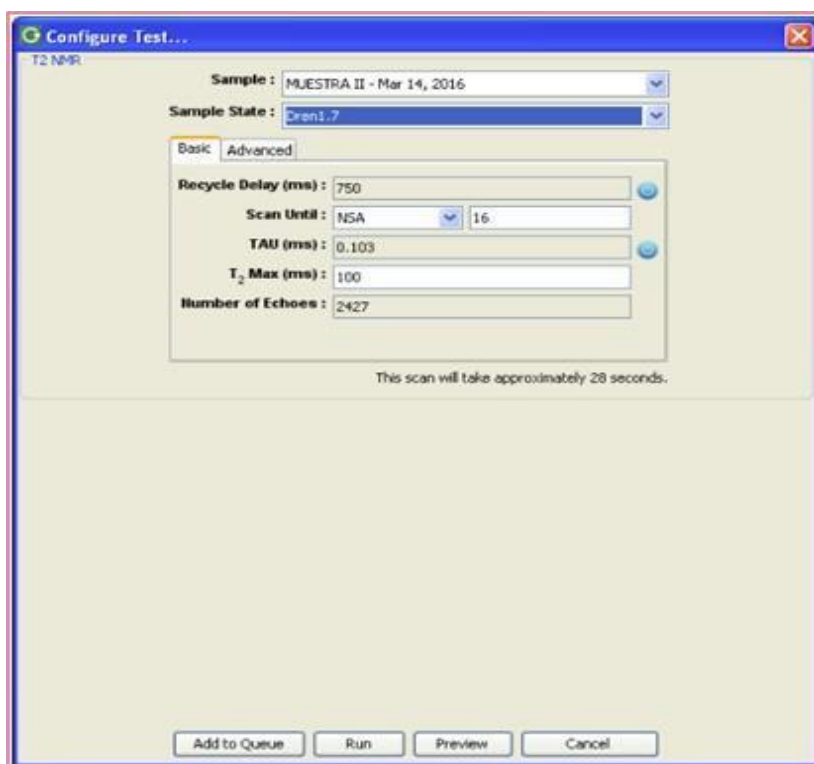 Configure Test...
T2 NMR
Sample : MUESTRA II - Mar 14, 2016
Sample State : Dren1.7
Basic Advanced
Recycle Delay (ms) : 750
Scan Until : NSA 16
TAU (ms) : 0.103
T2 Max (ms) : 100
Number of Echoes : 2427
This scan will take approximately 28 seconds.
Add to Queue Run Preview Cancel